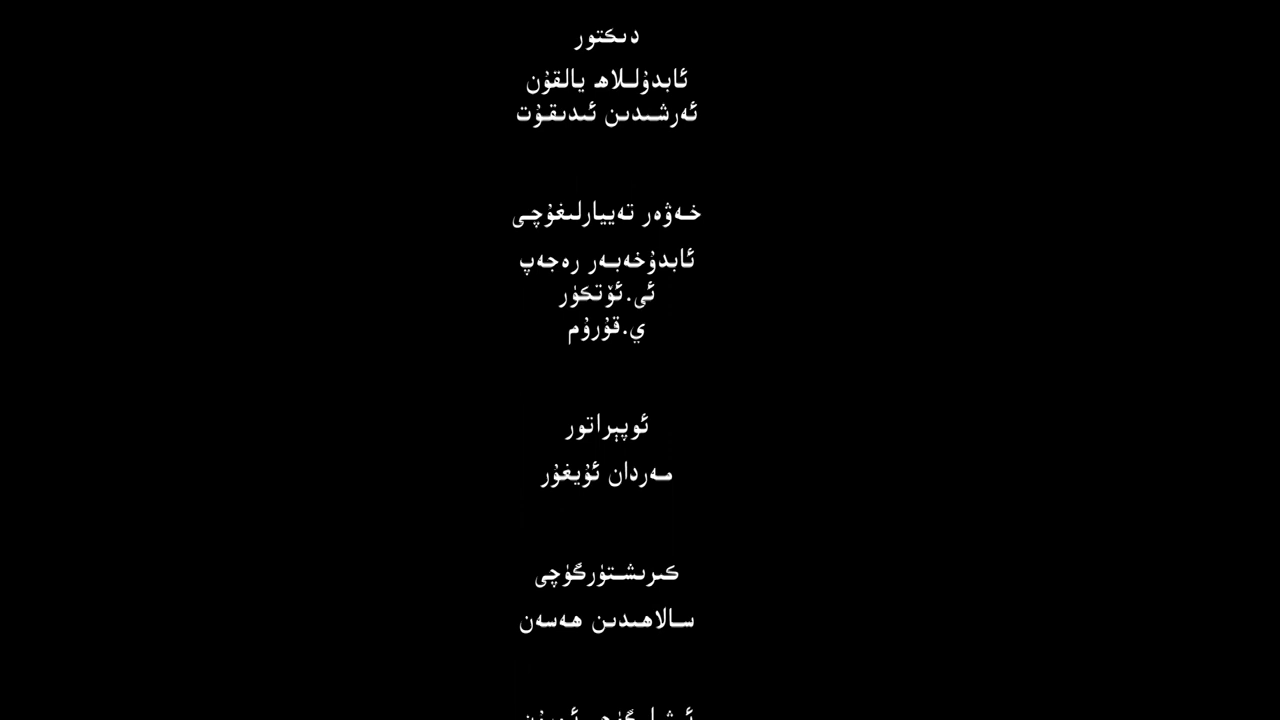 دىكتور
ئابدۇللاھ يالقۇن
ئەرشىدىن ئىدىقۇت
خەۋەر تەييارلىغۇچى
ئابدۇخەبەر رەجەپ
ئى.ئۆتكۈر
ي.قۇرۇم
ئوپېراتور
مەردان ئۇيغۇر
كىرىشتۈرگۈچى
سالاھىدىن ھەسەن